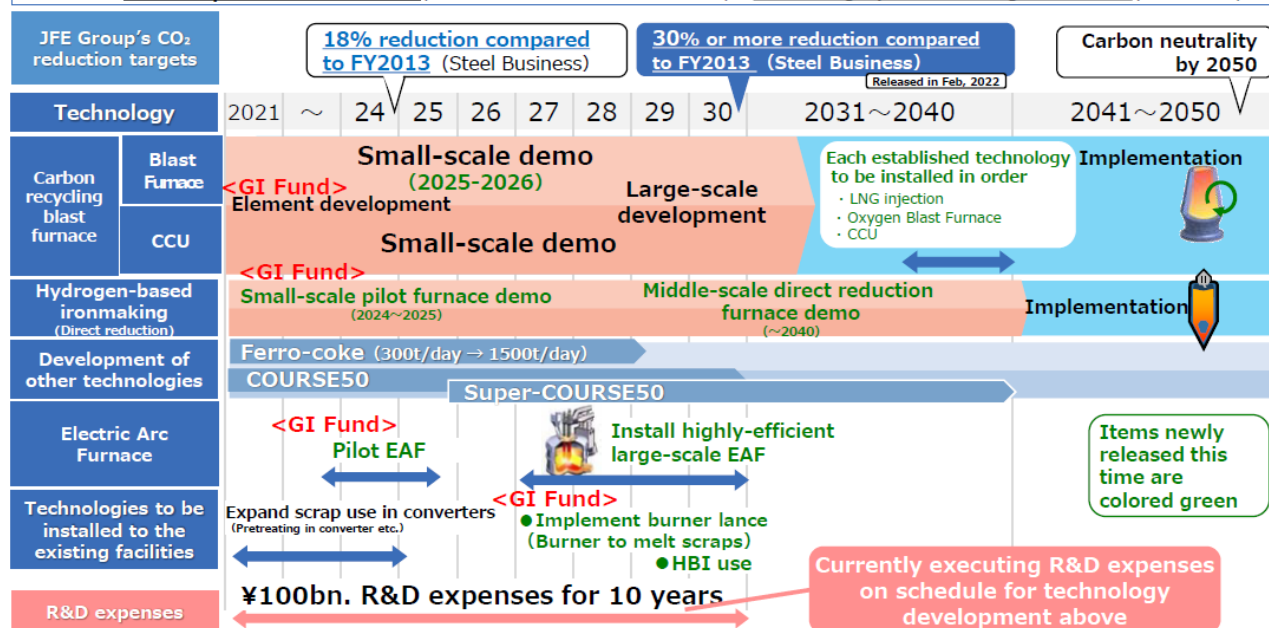 JFE Group's CO₂
reduction targets
18% reduction compared
to FY2013 (Steel Business)
30% or more reduction compared
to FY2013 (Steel Business)
Released in Feb, 2022
Carbon neutrality
by 2050
Technology
2021 ～ 24 25 26 27 28 29 30 2031～2040 2041～2050
Carbon
recycling
blast
furnace
Blast
Furnace
CCU
Small-scale demo
(2025-2026)
<GI Fund>
Element development
Large-scale
development
Small-scale demo
Each established technology
to be installed in order
・LNG injection
・Oxygen Blast Furnace
・CCU
Implementation
Hydrogen-based
ironmaking
(Direct reduction)
<GI Fund>
Small-scale pilot furnace demo
(2024～2025)
Middle-scale direct reduction
furnace demo
(～2040)
Implementation
Development of
other technologies
Ferro-coke (300t/day → 1500t/day)
COURSE50
Super-COURSE50
Electric Arc
Furnace
<GI Fund>
Pilot EAF
Install highly-efficient
large-scale EAF
Items newly
released this
time are
colored green
Technologies to be
installed to the
existing facilities
Expand scrap use in converters
(Pretreating in converter etc.)
<GI Fund>
●Implement burner lance
(Burner to melt scraps)
●HBI use
R&D expenses
¥100bn. R&D expenses for 10 years
Currently executing R&D expenses
on schedule for technology
development above